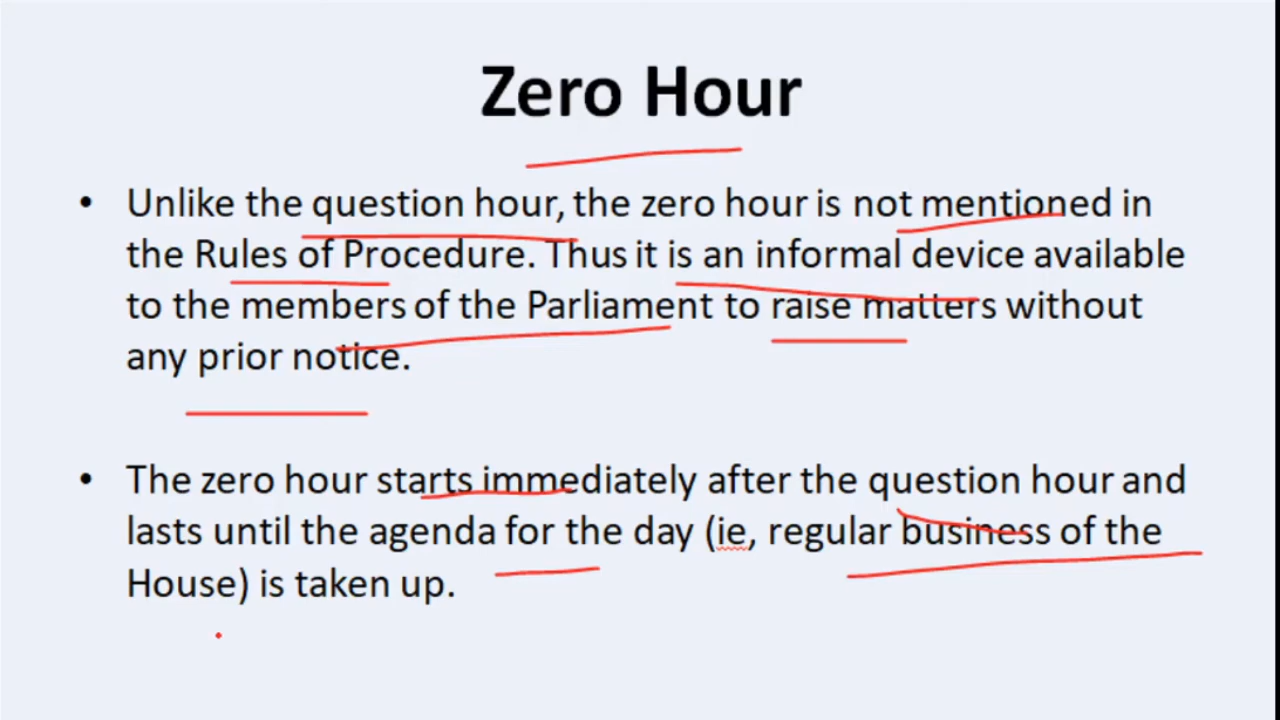 Zero Hour
• Unlike the question hour, the zero hour is not mentioned in
the Rules of Procedure. Thus it is an informal device available
to the members of the Parliament to raise matters without
any prior notice.
• The zero hour starts immediately after the question hour and
lasts until the agenda for the day (ie, regular business of the
House) is taken up.